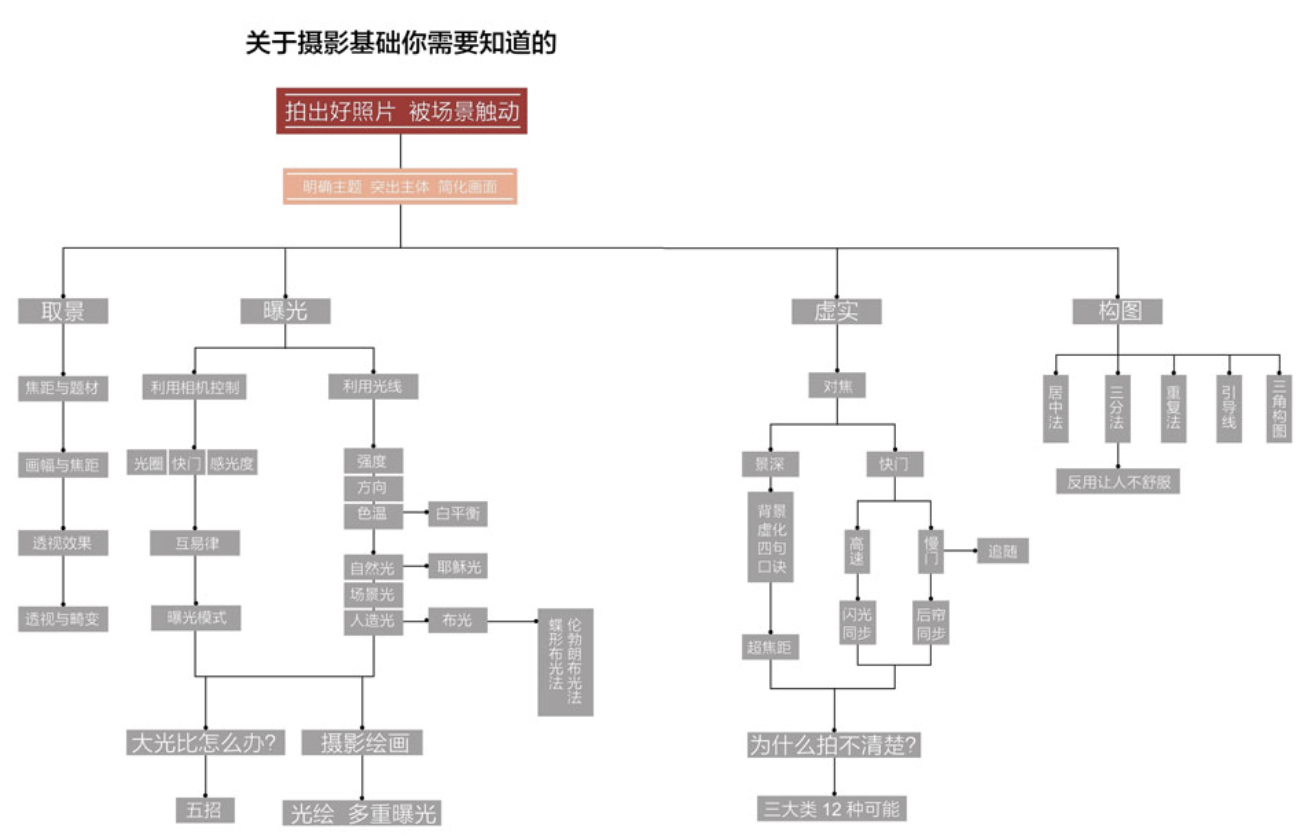 关于摄影基础你需要知道的
拍出好照片 被场景触动
明确主题 突出主体 简化画面
取景
焦距与题材
画幅与焦距
透视效果
透视与畸变
曝光
利用相机控制
光圈
快门
感光度
互易律
曝光模式
利用光线
强度
方向
色温
白平衡
自然光
耶稣光
场景光
人造光
布光
伦勃朗布光法
蝶形布光法
大光比怎么办?
五招
摄影绘画
光绘 多重曝光
虚实
对焦
景深
背景
虚化
四句
口诀
超焦距
快门
高速
闪光
同步
慢门
追随
后帘
同步
为什么拍不清楚?
三大类 12 种可能
构图
居中法
三分法
重复法
引导线
三角构图
反用让人不舒服